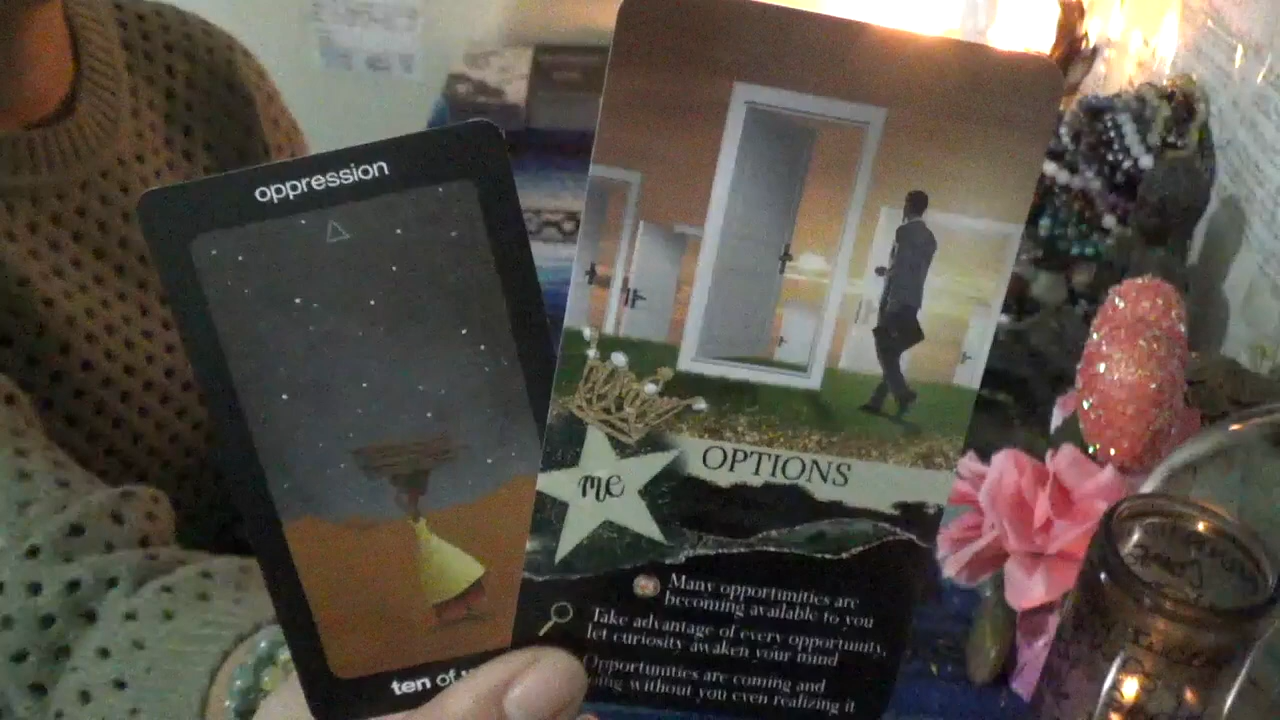 oppression
ten of
OPTIONS
me
Many opportunities are
becoming available to you
Take advantage of every opportunity,
let curiosity awaken your mind
Opportunities are coming and
going without you even realizing it